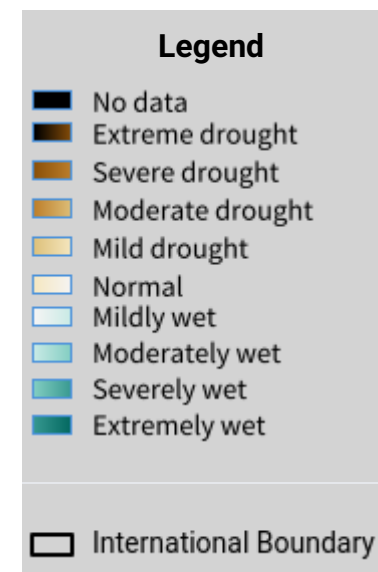 Legend
No data
Extreme drought
Severe drought
Moderate drought
Mild drought
Normal
Mildly wet
Moderately wet
Severely wet
Extremely wet
International Boundary